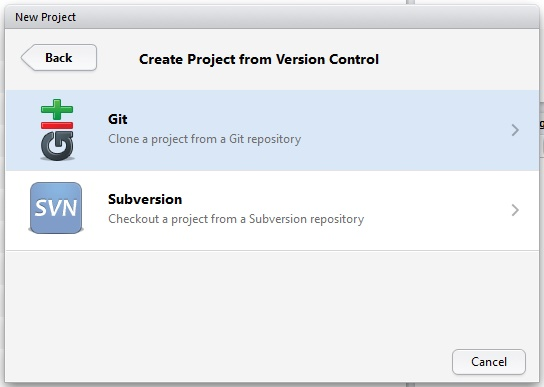 New Project
Back
Create Project from Version Control
Git
Clone a project from a Git repository
SVN
Subversion
Checkout a project from a Subversion repository
Cancel